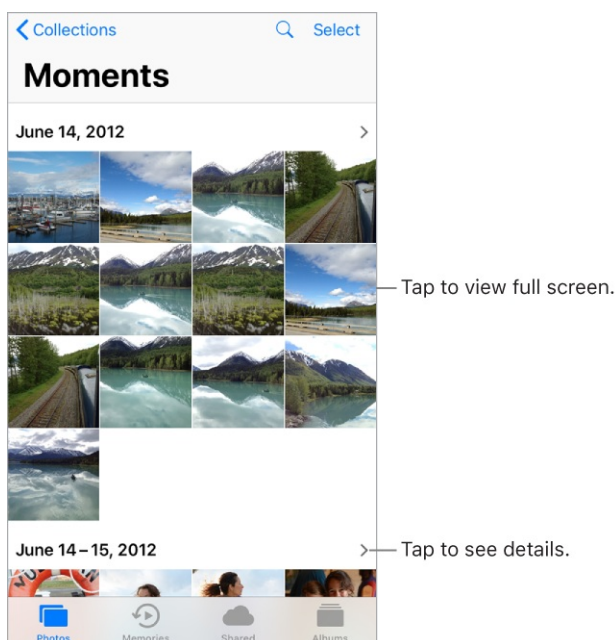 Collections
Select
Moments
June 14, 2012
Tap to view full screen.
June 14 – 15, 2012
Tap to see details.
Photos
Memories
Shared
Albums